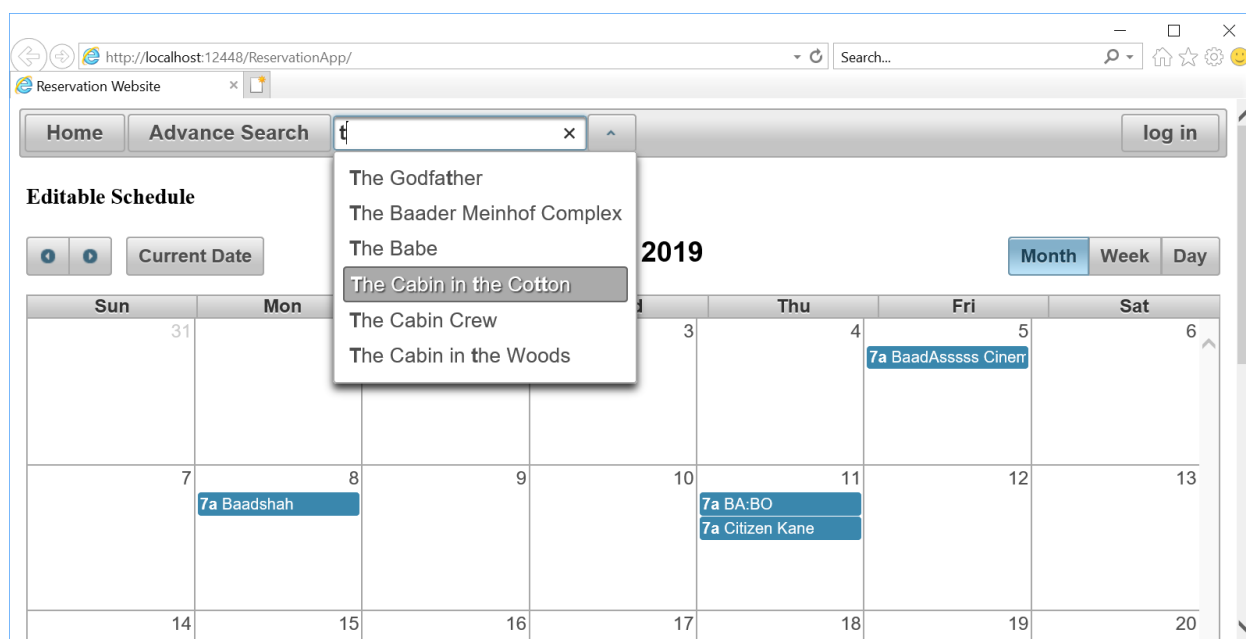 http://localhost:12448/ReservationApp/
Search...
Reservation Website
Home
Advance Search
t
log in
The Godfather
The Baader Meinhof Complex
The Babe
The Cabin in the Cotton
The Cabin Crew
The Cabin in the Woods
Editable Schedule
Current Date
2019
Month Week Day
Sun Mon Thu Fri Sat
31 3 4 5 6
7a BaadAsssss Cinem
7 8 9 10 11 12 13
7a Baadshah
7a BA:BO
7a Citizen Kane
14 15 16 17 18 19 20